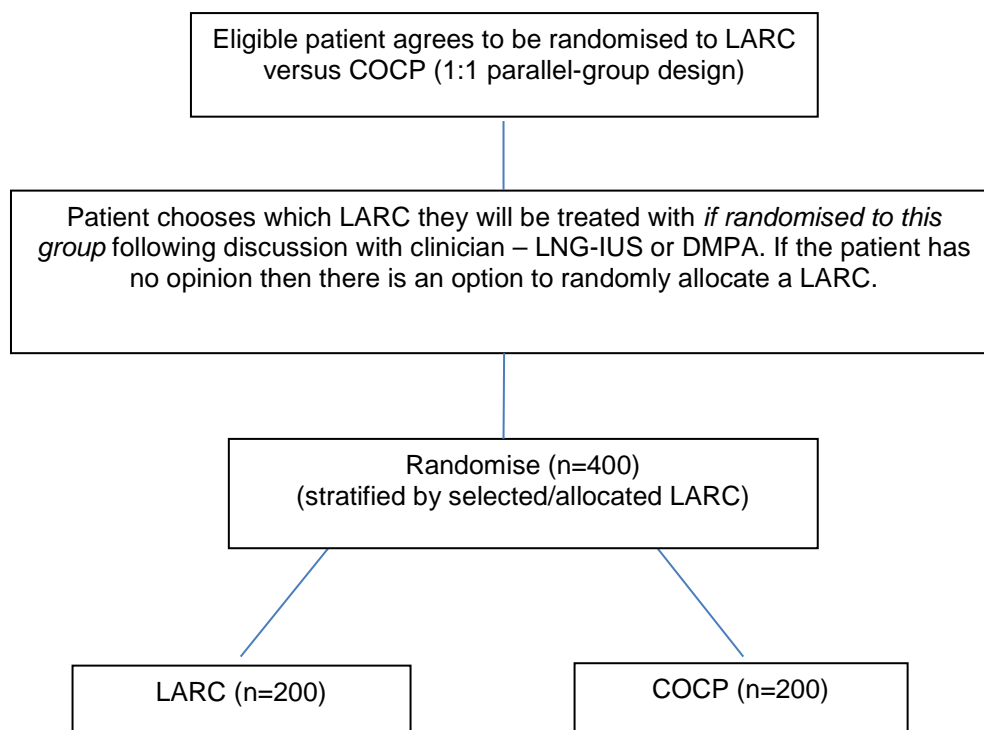 Eligible patient agrees to be randomised to LARC
versus COCP (1:1 parallel-group design)
Patient chooses which LARC they will be treated with if randomised to this
group following discussion with clinician – LNG-IUS or DMPA. If the patient has
no opinion then there is an option to randomly allocate a LARC.
Randomise (n=400)
(stratified by selected/allocated LARC)
LARC (n=200)
COCP (n=200)